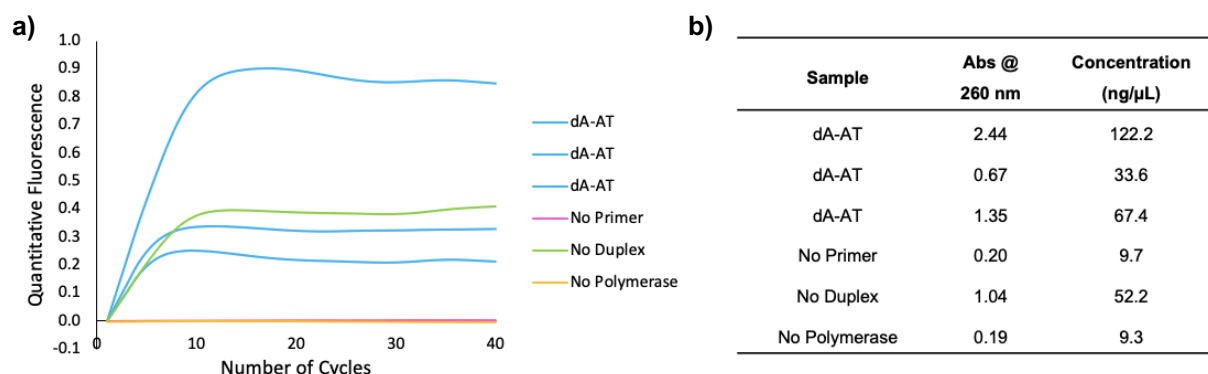 a)
Quantitative Fluorescence
1.0
0.9
0.8
0.7
0.6
0.5
0.4
0.3
0.2
0.1
0.0
-0.1
0 10 20 30 40
Number of Cycles
dA-AT
dA-AT
dA-AT
No Primer
No Duplex
No Polymerase
b)
Sample Abs @ 260 nm Concentration (ng/µL)
dA-AT 2.44 122.2
dA-AT 0.67 33.6
dA-AT 1.35 67.4
No Primer 0.20 9.7
No Duplex 1.04 52.2
No Polymerase 0.19 9.3